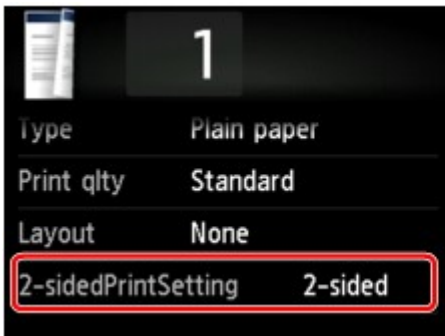 1
Type Plain paper
Print qlty Standard
Layout None
2-sidedPrintSetting 2-sided